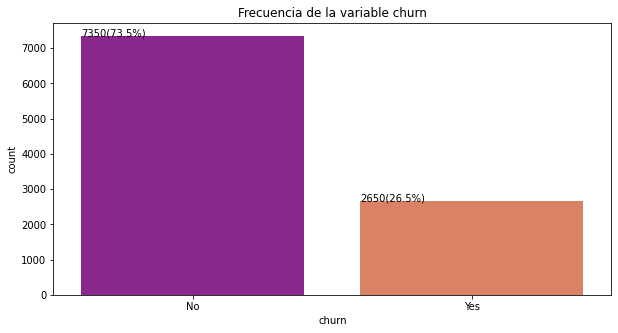 Frecuencia de la variable churn
7350(73.5%)
2650(26.5%)
7000
6000
5000
4000
3000
2000
1000
0
count
No
Yes
churn